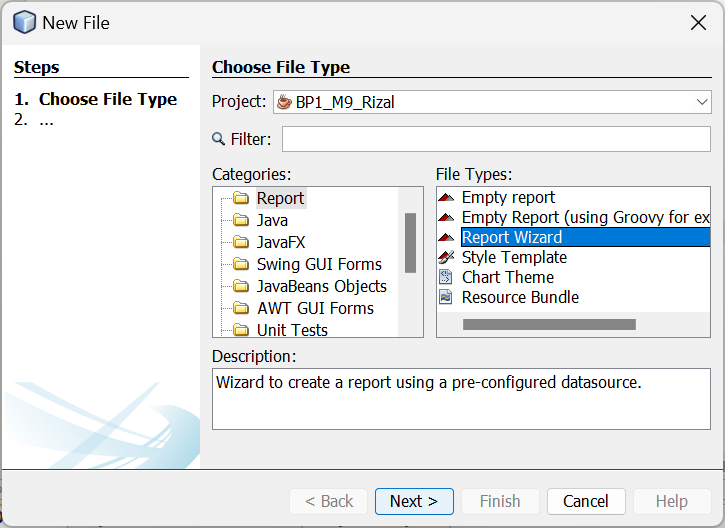 New File
Steps
1. Choose File Type
2. ...
Choose File Type
Project: BP1_M9_Rizal
Filter:
Categories:
Report
Java
JavaFX
Swing GUI Forms
JavaBeans Objects
AWT GUI Forms
Unit Tests
File Types:
Empty report
Empty Report (using Groovy for ex
Report Wizard
Style Template
Chart Theme
Resource Bundle
Description:
Wizard to create a report using a pre-configured datasource.
< Back Next > Finish Cancel Help